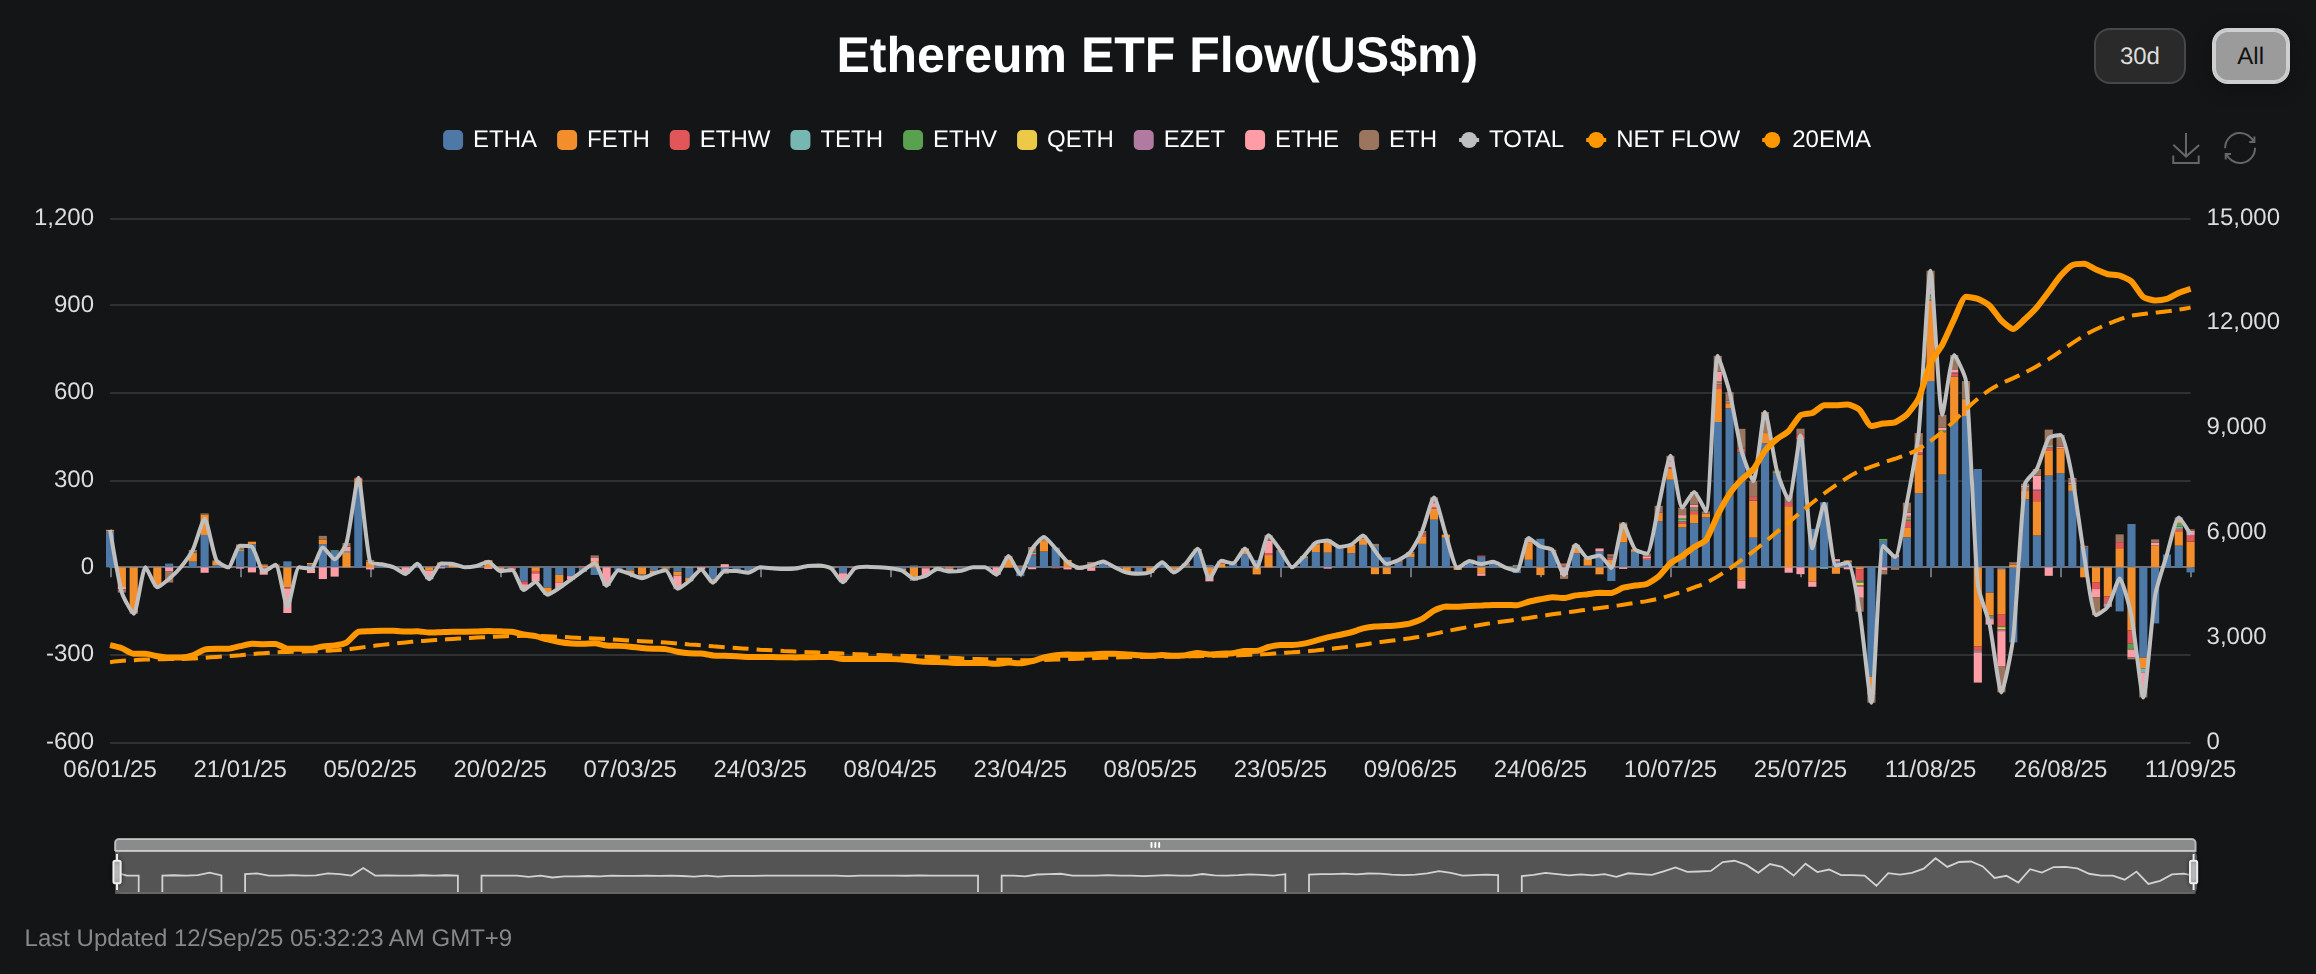 Ethereum ETF Flow(US$m)
30d
All
ETHA FETH ETHW TETH ETHV QETH EZET ETHE ETH TOTAL NET FLOW 20EMA
1,200 15,000
900 12,000
600 9,000
300 6,000
0 3,000
-300 0
-600
06/01/25 21/01/25 05/02/25 20/02/25 07/03/25 24/03/25 08/04/25 23/04/25 08/05/25 23/05/25 09/06/25 24/06/25 10/07/25 25/07/25 11/08/25 26/08/25 11/09/25
Last Updated 12/Sep/25 05:32:23 AM GMT+9